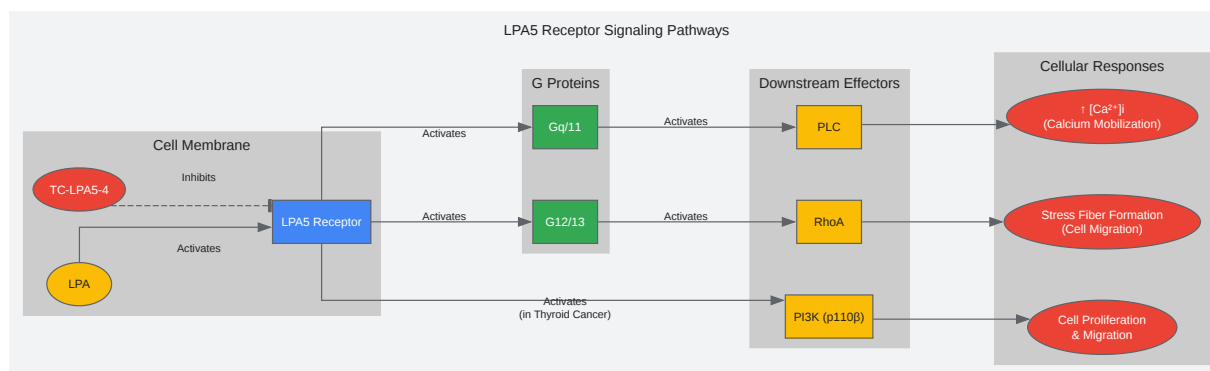 LPA5 Receptor Signaling Pathways
Cell Membrane
TC-LPA5-4
Inhibits
LPA5 Receptor
Activates
LPA
G Proteins
Activates
Gq/11
Activates
G12/13
Activates
(in Thyroid Cancer)
Downstream Effectors
Activates
PLC
Activates
RhoA
PI3K (p110β)
Cellular Responses
↑ [Ca²⁺]i
(Calcium Mobilization)
Stress Fiber Formation
(Cell Migration)
Cell Proliferation
& Migration